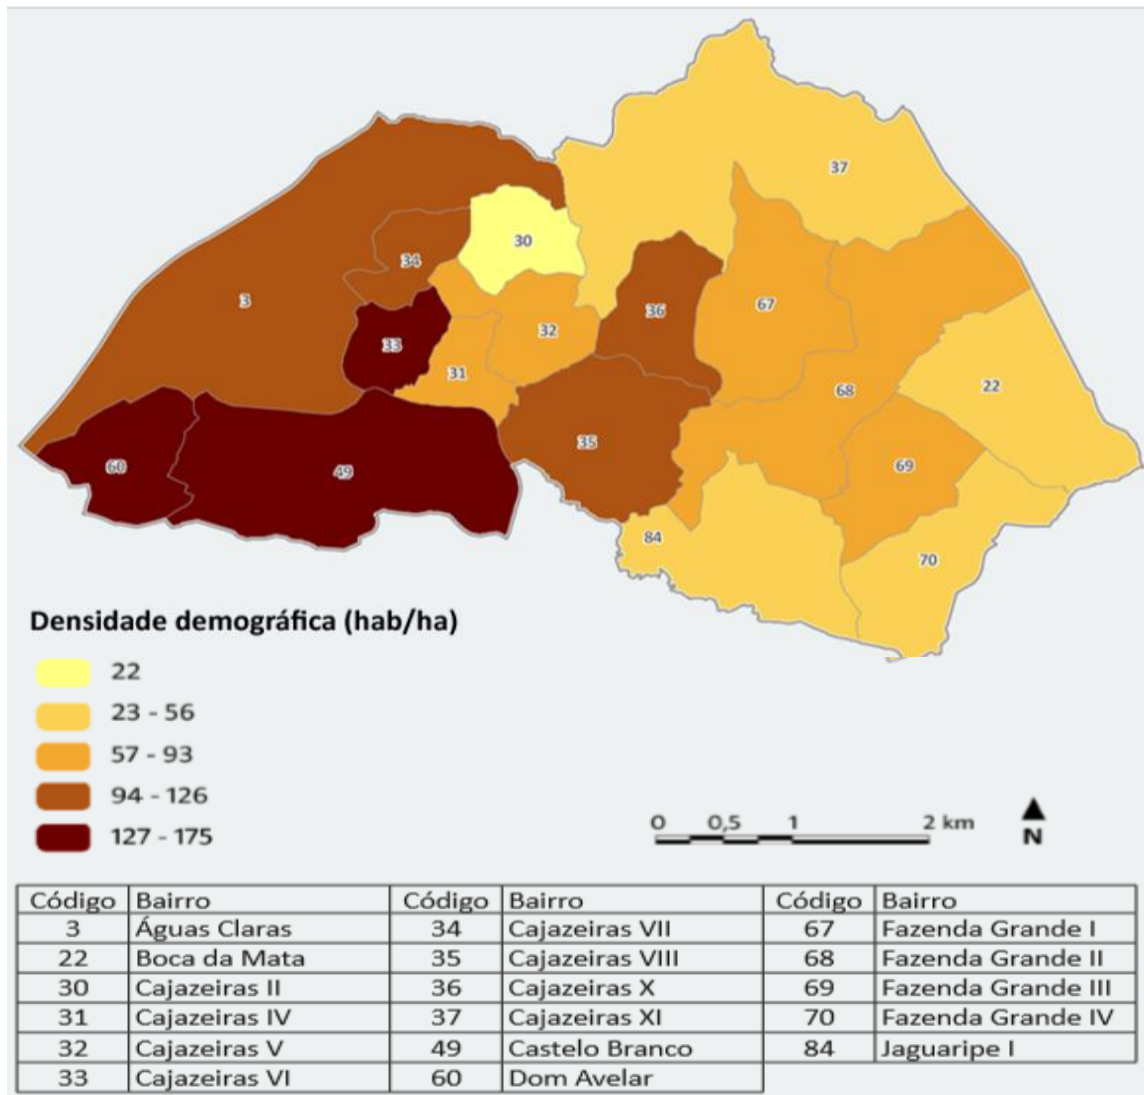 37
30
34
3
36
67
32
33
31
22
68
35
69
60
49
84
70
Densidade demográfica (hab/ha)
22
23 - 56
57 - 93
94 - 126
127 - 175
0 0,5 1 2 km
N
Código Bairro Código Bairro Código Bairro
3 Águas Claras 34 Cajazeiras VII 67 Fazenda Grande I
22 Boca da Mata 35 Cajazeiras VIII 68 Fazenda Grande II
30 Cajazeiras II 36 Cajazeiras X 69 Fazenda Grande III
31 Cajazeiras IV 37 Cajazeiras XI 70 Fazenda Grande IV
32 Cajazeiras V 49 Castelo Branco 84 Jaguaripe I
33 Cajazeiras VI 60 Dom Avelar